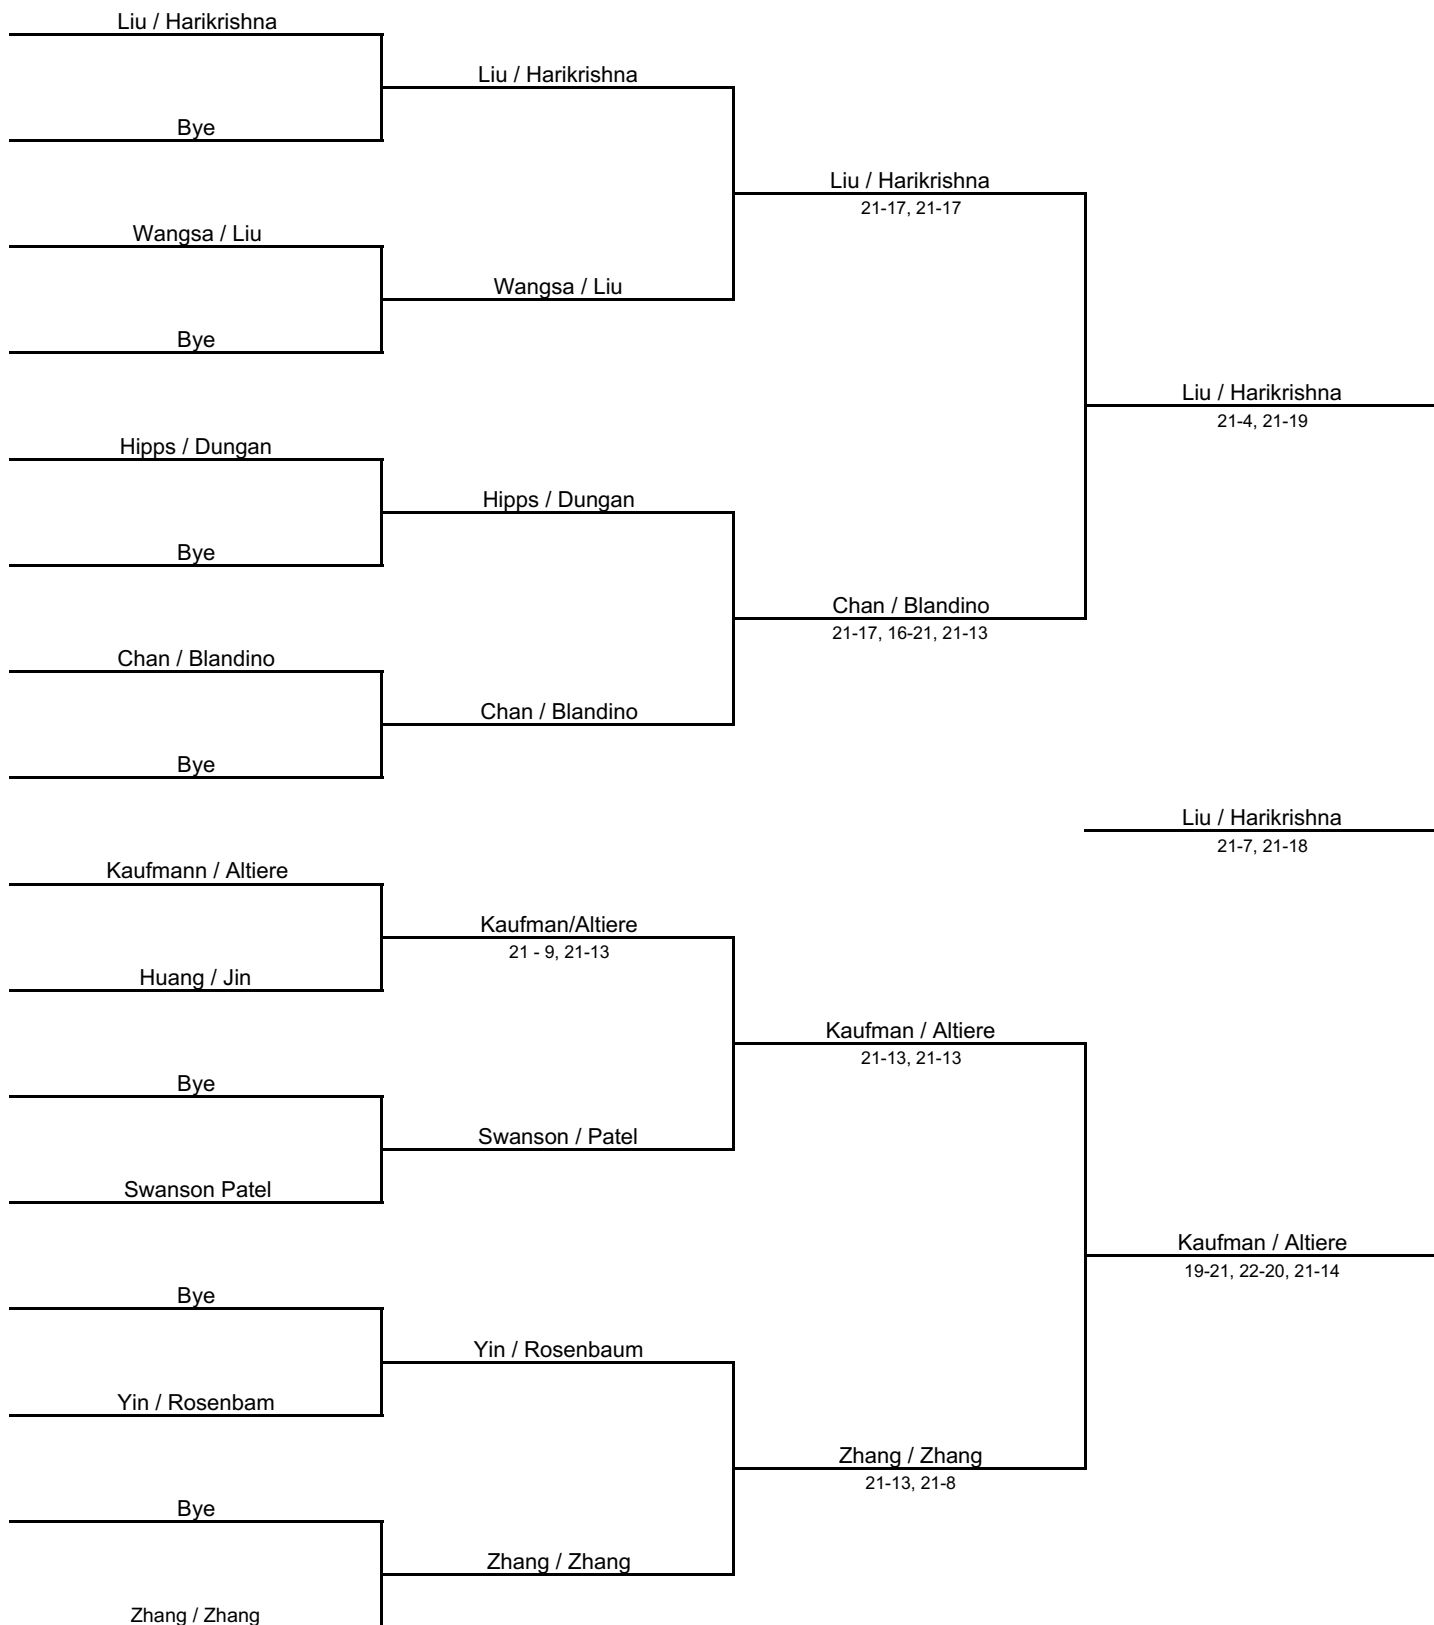 Liu / Harikrishna
Liu / Harikrishna
Bye
Liu / Harikrishna
21-17, 21-17
Wangsa / Liu
Wangsa / Liu
Bye
Liu / Harikrishna
21-4, 21-19
Hipps / Dungan
Hipps / Dungan
Bye
Chan / Blandino
21-17, 16-21, 21-13
Chan / Blandino
Chan / Blandino
Bye
Liu / Harikrishna
21-7, 21-18
Kaufmann / Altiere
Kaufman/Altiere
21 - 9, 21-13
Huang / Jin
Kaufman / Altiere
21-13, 21-13
Bye
Swanson / Patel
Swanson Patel
Kaufman / Altiere
19-21, 22-20, 21-14
Bye
Yin / Rosenbaum
Yin / Rosenbam
Zhang / Zhang
21-13, 21-8
Bye
Zhang / Zhang
Zhang / Zhang